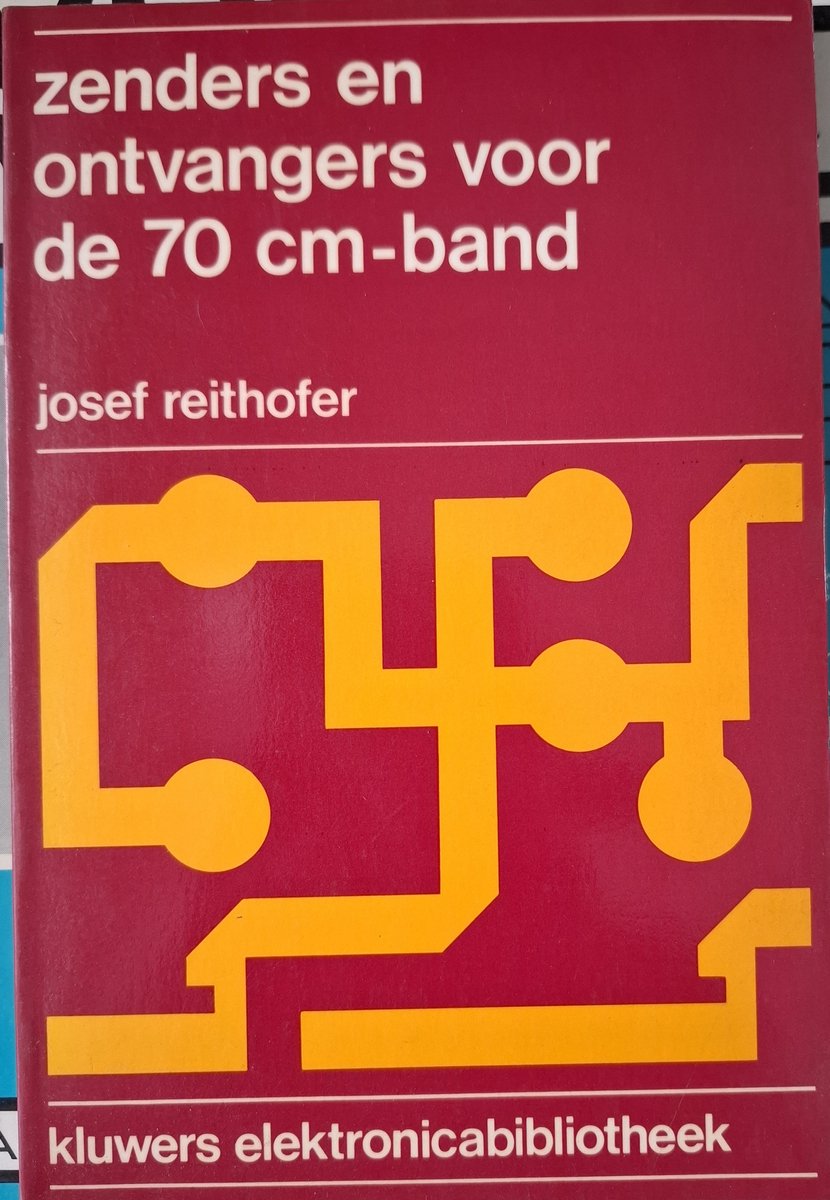 zenders en
ontvangers voor
de 70 cm-band
josef reithofer
kluwers elektronicabibliotheek